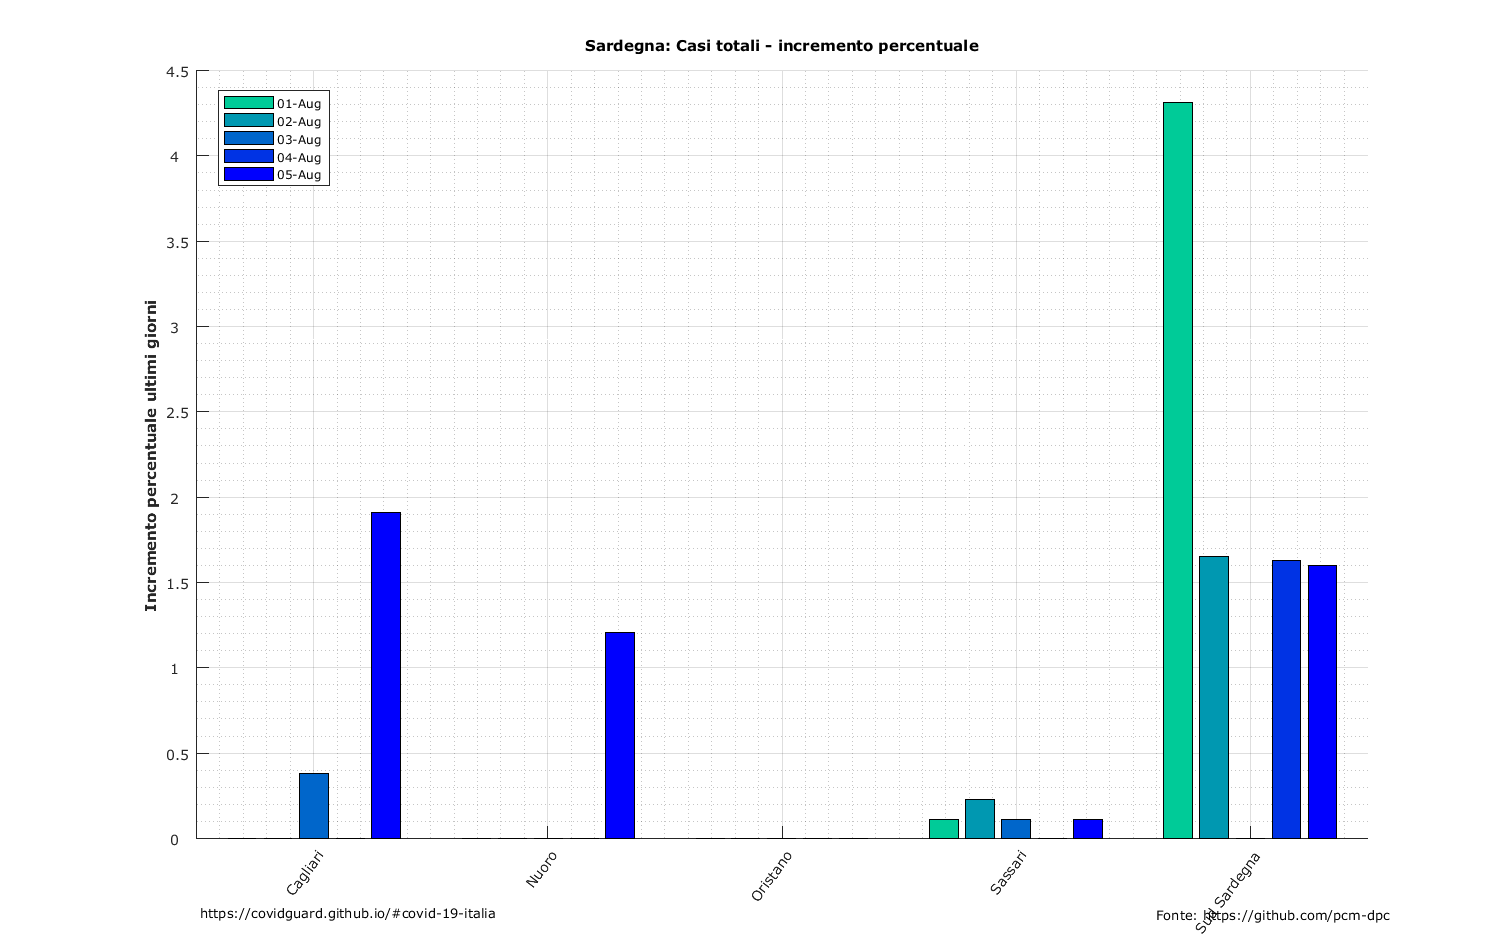 Sardegna: Casi totali - incremento percentuale
4.5
4
3.5
3
2.5
2
1.5
1
0.5
0
Incremento percentuale ultimi giorni
01-Aug
02-Aug
03-Aug
04-Aug
05-Aug
Cagliari
Nuoro
Oristano
Sassari
Sud Sardegna
https://covidguard.github.io/#covid-19-italia
Fonte: https://github.com/pcm-dpc